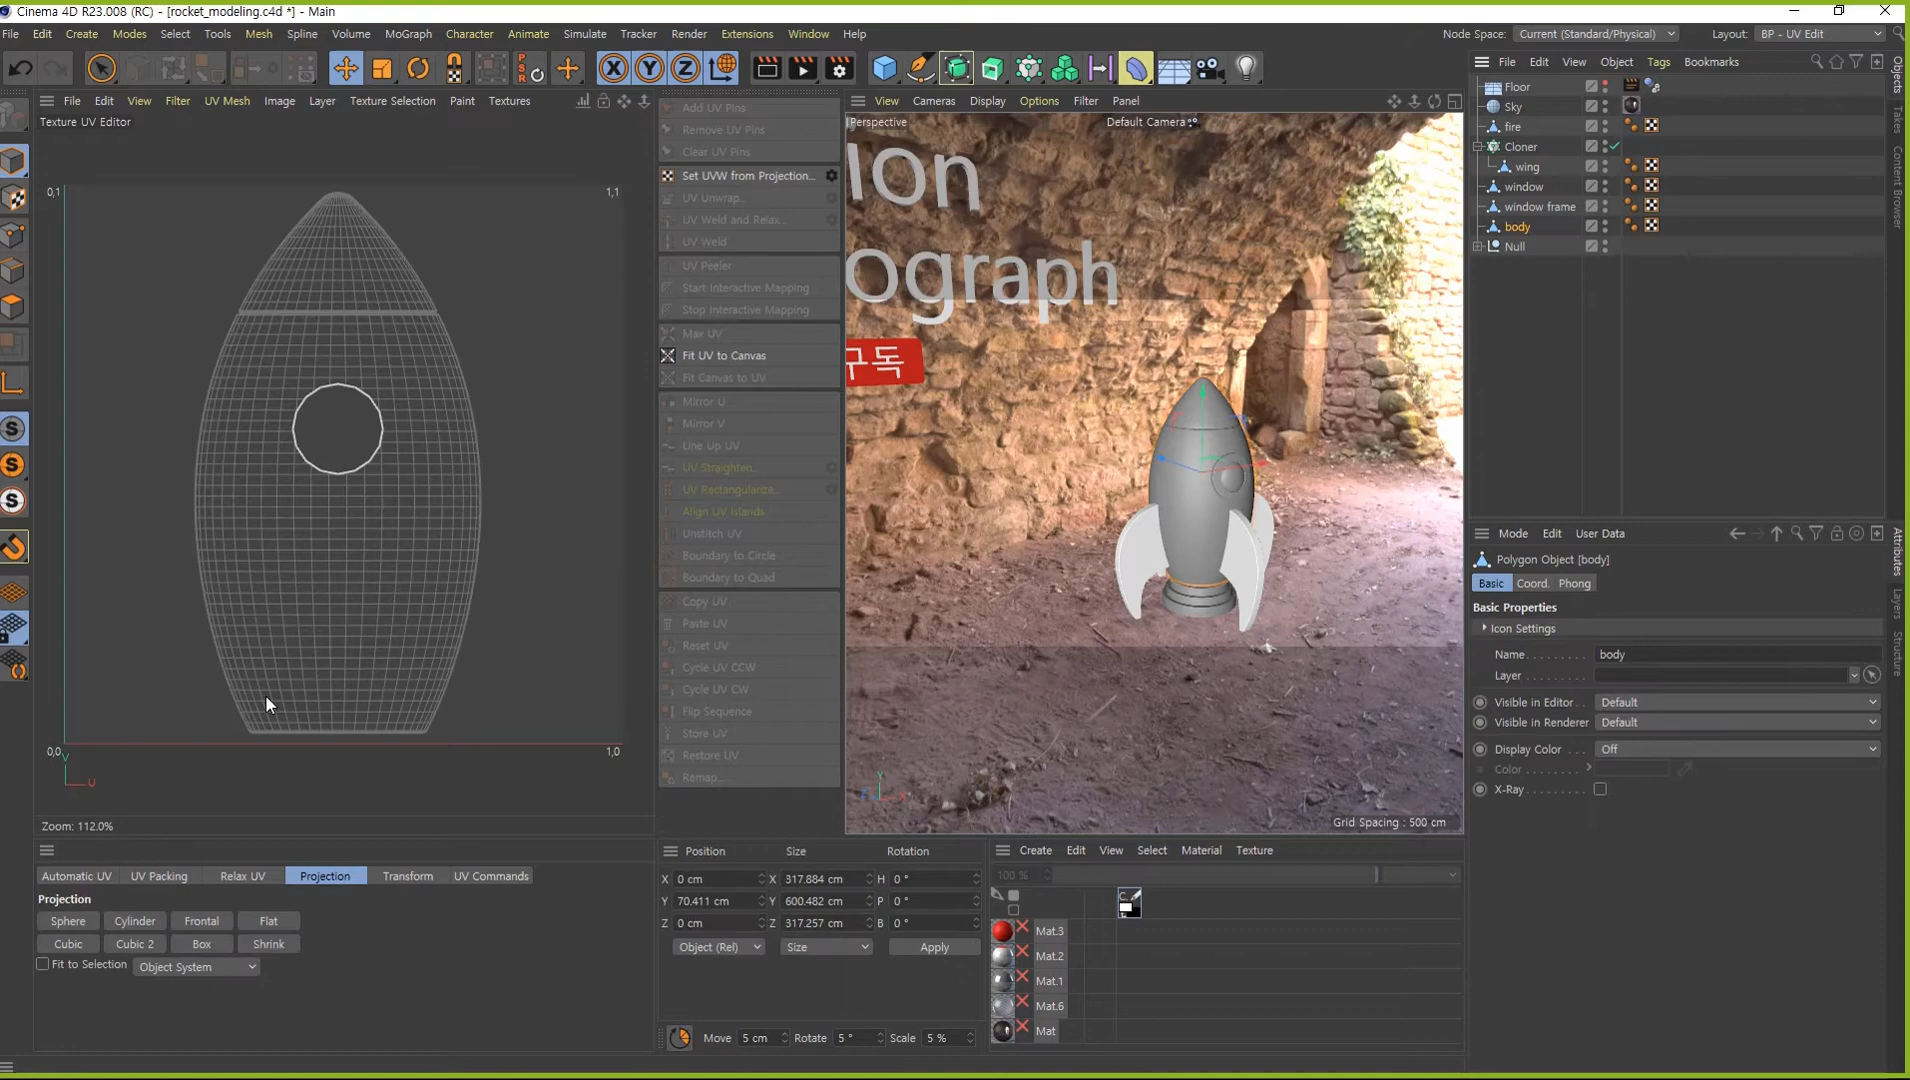 Cinema 4D R23.008 (RC) - [rocket_modeling.c4d *] - Main
File Edit Create Modes Select Tools Mesh Spline Volume MoGraph Character Animate Simulate Tracker Render Extensions Window Help
Node Space: Current (Standard/Physical) Layout: BP - UV Edit
X Y Z
PSR
File Edit View Filter UV Mesh Image Layer Texture Selection Paint Textures
Texture UV Editor
0,1 1,1
0,0 1,0
V
U
Zoom: 112.0%
Add UV Pins
Remove UV Pins
Clear UV Pins
Set UVW from Projection...
UV Unwrap...
UV Weld and Relax...
UV Weld
UV Peeler
Start Interactive Mapping
Stop Interactive Mapping
Max UV
Fit UV to Canvas
Fit Canvas to UV
Mirror U
Mirror V
Line Up UV
UV Straighten...
UV Rectangularize...
Align UV Islands
Unstitch UV
Boundary to Circle
Boundary to Quad
Copy UV
Paste UV
Reset UV
Cycle UV CCW
Cycle UV CW
Flip Sequence
Store UV
Restore UV
Remap...
View Cameras Display Options Filter Panel
Perspective Default Camera
ion
ograph
구독
Y
Z X
Grid Spacing : 500 cm
File Edit View Object Tags Bookmarks
Floor
Sky
fire
Cloner
wing
window
window frame
body
Null
Objects
Takes
Content Browser
Mode Edit User Data
Polygon Object [body]
Basic Coord. Phong
Basic Properties
Icon Settings
Name body
Layer
Visible in Editor Default
Visible in Renderer Default
Display Color Off
Color
X-Ray
Attributes
Layers
Structure
Automatic UV UV Packing Relax UV Projection Transform UV Commands
Projection
Sphere Cylinder Frontal Flat
Cubic Cubic 2 Box Shrink
Fit to Selection Object System
Position Size Rotation
X 0 cm X 317.884 cm H 0 °
Y 70.411 cm Y 600.482 cm P 0 °
Z 0 cm Z 317.257 cm B 0 °
Object (Rel) Size Apply
Move 5 cm Rotate 5 ° Scale 5 %
Create Edit View Select Material Texture
100 %
C
Mat.3
Mat.2
Mat.1
Mat.6
Mat